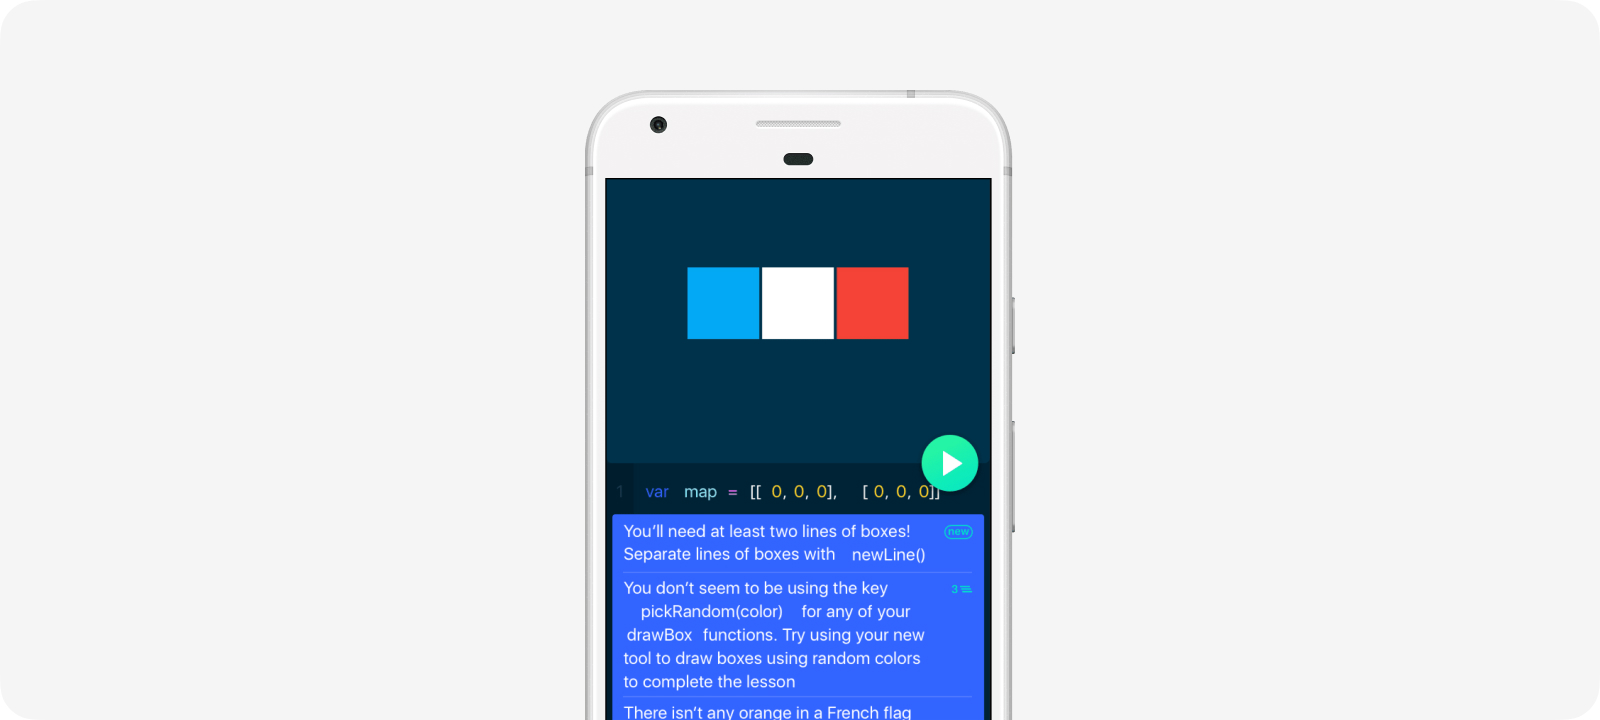 1 var map = [[ 0, 0, 0], [ 0, 0, 0]]
You’ll need at least two lines of boxes! new
Separate lines of boxes with newLine()
You don’t seem to be using the key 3
pickRandom(color) for any of your
drawBox functions. Try using your new
tool to draw boxes using random colors
to complete the lesson
There isn’t any orange in a French flag